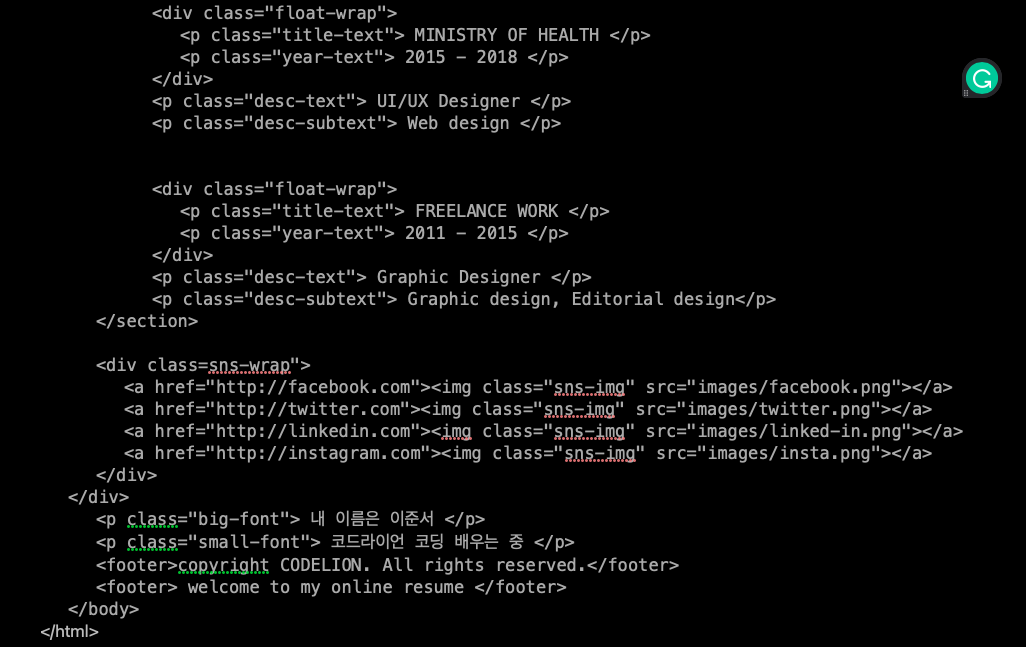 <div class="float-wrap">
<p class="title-text"> MINISTRY OF HEALTH </p>
<p class="year-text"> 2015 - 2018 </p>
</div>
<p class="desc-text"> UI/UX Designer </p>
<p class="desc-subtext"> Web design </p>
<div class="float-wrap">
<p class="title-text"> FREELANCE WORK </p>
<p class="year-text"> 2011 - 2015 </p>
</div>
<p class="desc-text"> Graphic Designer </p>
<p class="desc-subtext"> Graphic design, Editorial design</p>
</section>
<div class=sns-wrap">
<a href="http://facebook.com"><img class="sns-img" src="images/facebook.png"></a>
<a href="http://twitter.com"><img class="sns-img" src="images/twitter.png"></a>
<a href="http://linkedin.com"><img class="sns-img" src="images/linked-in.png"></a>
<a href="http://instagram.com"><img class="sns-img" src="images/insta.png"></a>
</div>
</div>
<p class="big-font"> 내 이름은 이준서 </p>
<p class="small-font"> 코드라이언 코딩 배우는 중 </p>
<footer>copyright CODELION. All rights reserved.</footer>
<footer> welcome to my online resume </footer>
</body>
</html>